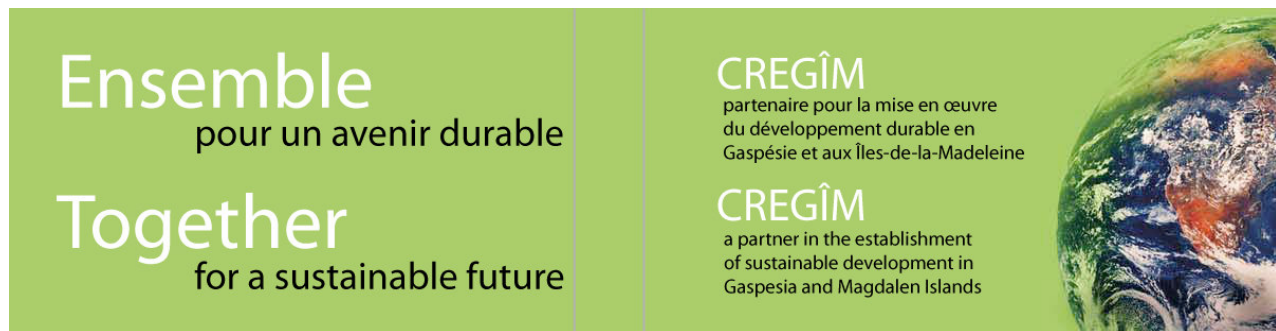 Ensemble
pour un avenir durable
Together
for a sustainable future
CREGÎM
partenaire pour la mise en œuvre
du développement durable en
Gaspésie et aux Îles-de-la-Madeleine
CREGÎM
a partner in the establishment
of sustainable development in
Gaspesia and Magdalen Islands